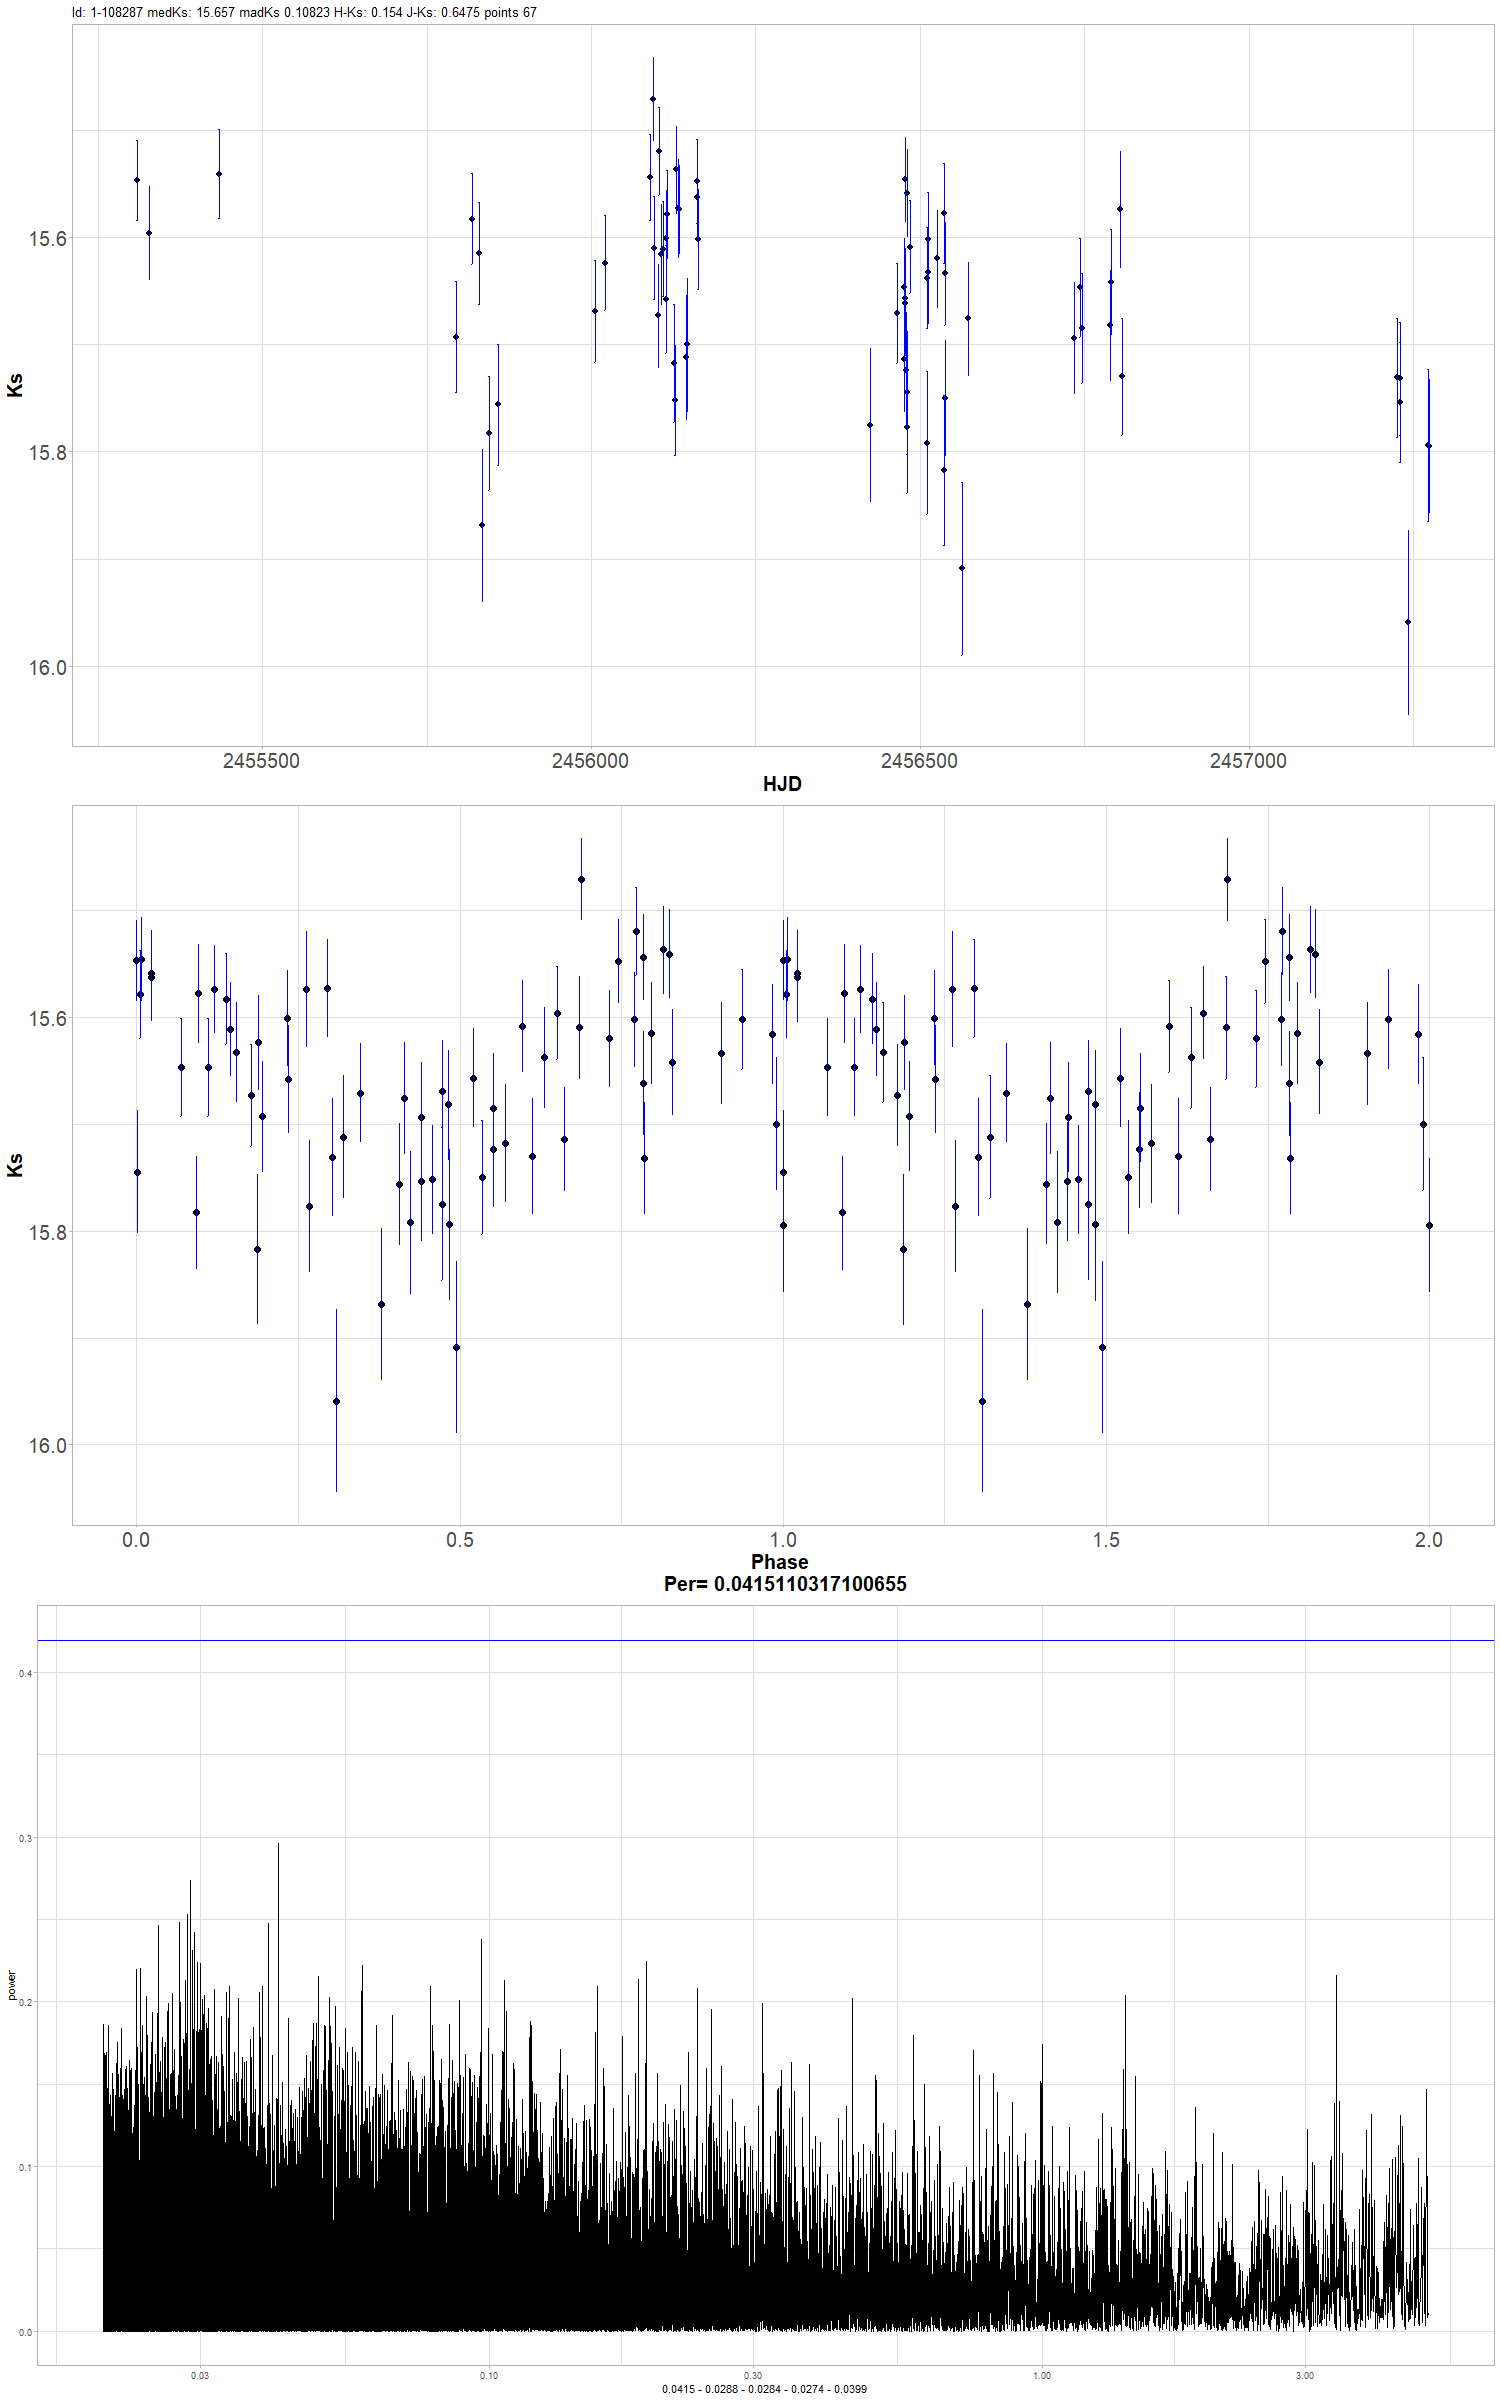 Id: 1-108287 medKs: 15.657 madKs 0.10823 H-Ks: 0.154 J-Ks: 0.6475 points 67
Ks
15.6
15.8
16.0
2455500 2456000 2456500 2457000
HJD
Ks
15.6
15.8
16.0
0.0 0.5 1.0 1.5 2.0
Phase
Per= 0.0415110317100655
power
0.4
0.3
0.2
0.1
0.0
0.03 0.10 0.30 1.00 3.00
0.0415 - 0.0288 - 0.0284 - 0.0274 - 0.0399